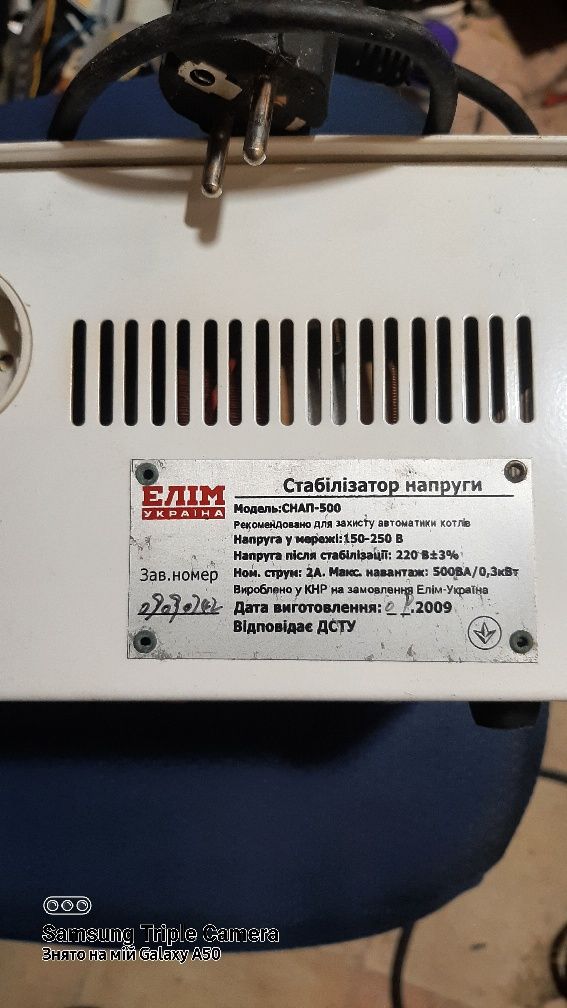 ЕЛІМ
УКРАЇНА
Стабілізатор напруги
Модель:СНАП-500
Рекомендовано для захисту автоматики котлів
Напруга у мережі:150-250 В
Напруга після стабілізації: 220 В±3%
Зав.номер
Ном. струм: 2А. Макс. навантаж: 500ВА/0,3кВт
Вироблено у КНР на замовлення Елім-Україна
Дата виготовлення: .2009
Відповідає ДСТУ
Samsung Triple Camera
Знято на мій Galaxy A50